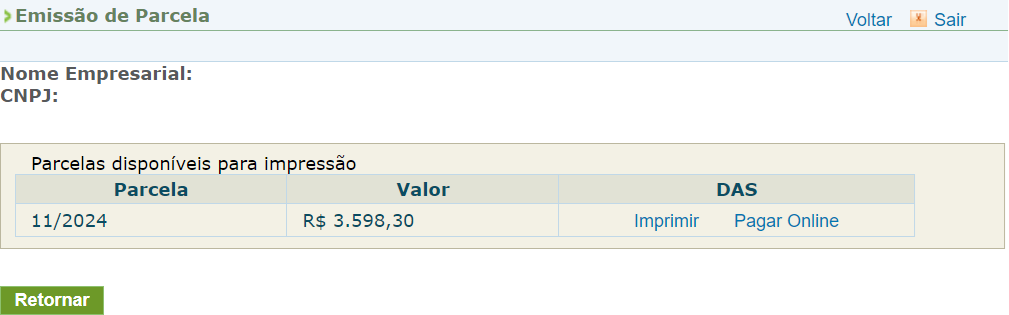 Emissão de Parcela
Voltar Sair
Nome Empresarial:
CNPJ:
Parcelas disponíveis para impressão
Parcela Valor DAS
11/2024 R$ 3.598,30 Imprimir Pagar Online
Retornar